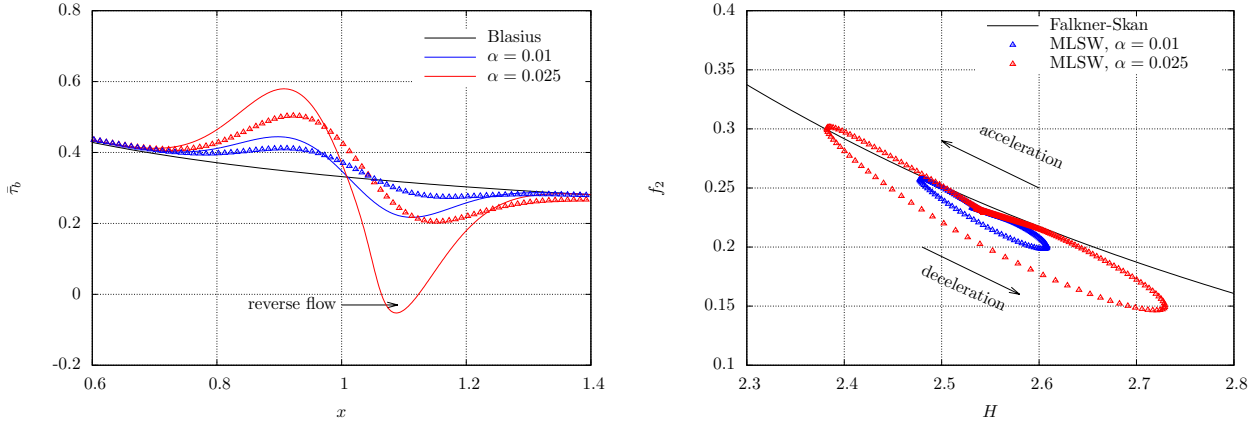 0.8
0.6
0.4
0.2
0
-0.2
0.6
0.8
1
1.2
1.4
x
τ̄_b
Blasius
α = 0.01
α = 0.025
reverse flow
0.4
0.35
0.3
0.25
0.2
0.15
0.1
2.3
2.4
2.5
2.6
2.7
2.8
H
f₂
Falkner-Skan
MLSW, α = 0.01
MLSW, α = 0.025
acceleration
deceleration